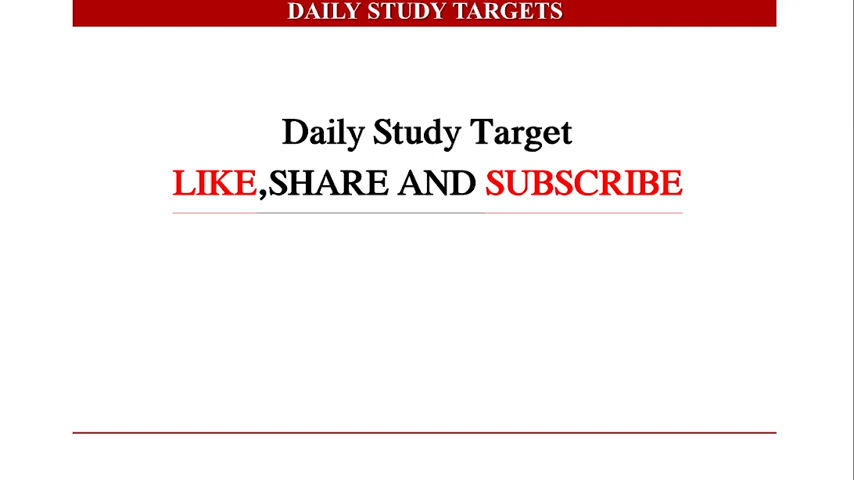 DAILY STUDY TARGETS
Daily Study Target
LIKE,SHARE AND SUBSCRIBE